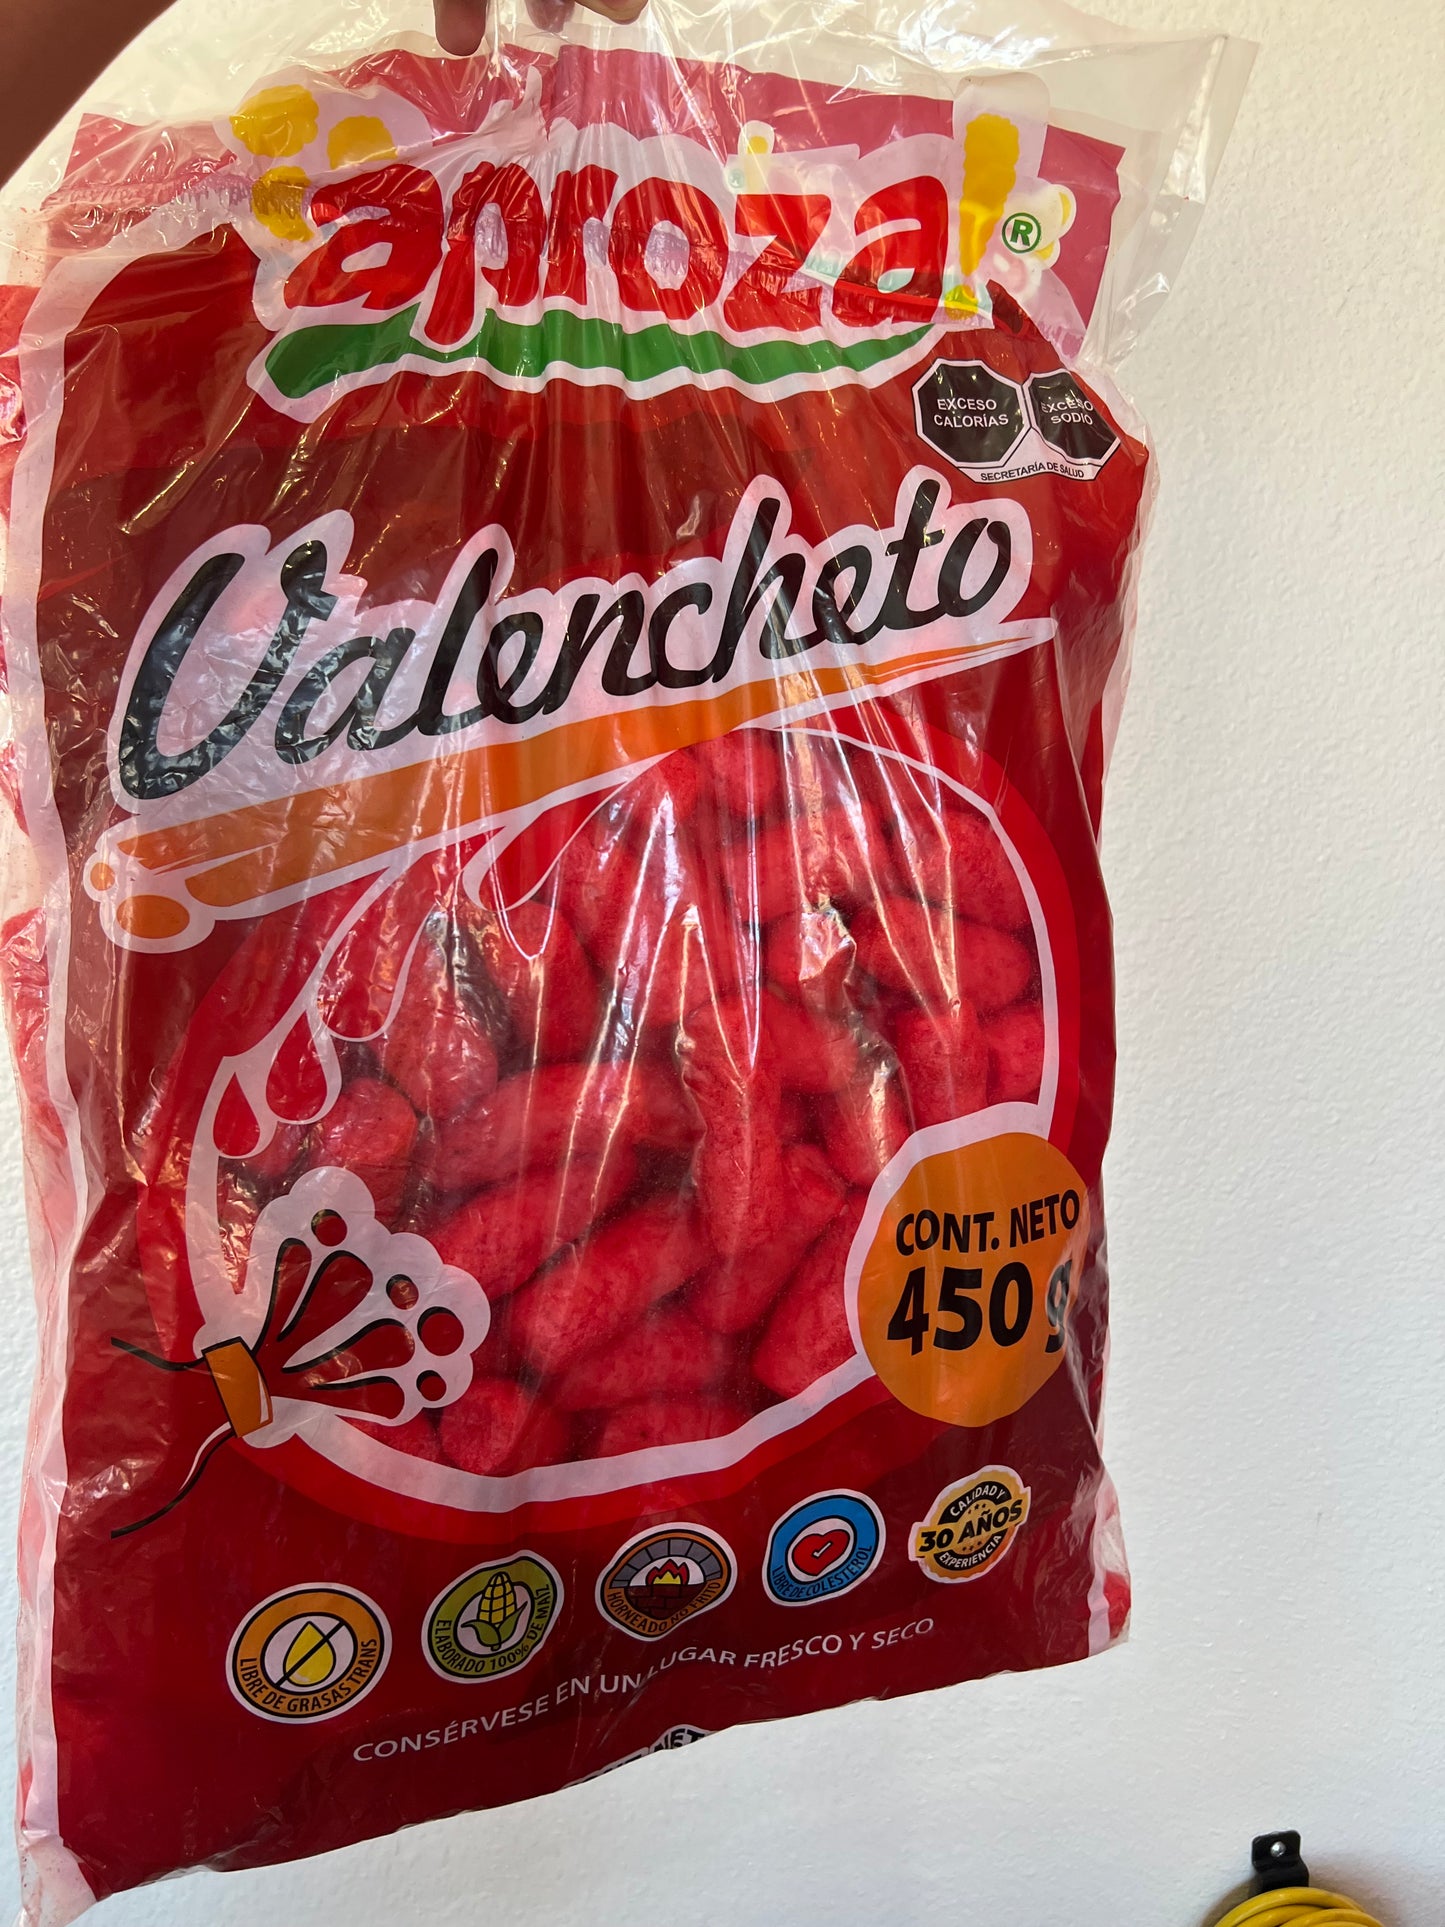 aproza!
®
EXCESO
CALORÍAS
EXCESO
SODIO
SECRETARÍA DE SALUD
Valencheto
CONT. NETO
450 g
LIBRE DE GRASAS TRANS
ELABORADO 100% DE MAÍZ
HORNEADO NO FRITO
LIBRE DE COLESTEROL
CALIDAD Y
30 AÑOS
EXPERIENCIA
CONSÉRVESE EN UN LUGAR FRESCO Y SECO